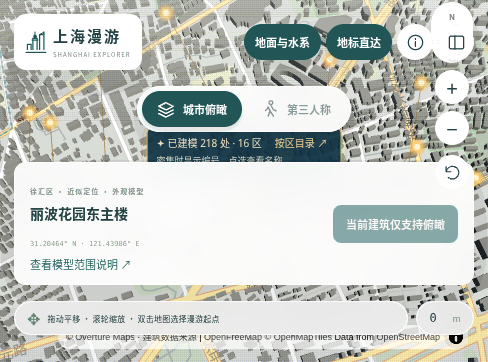 上海漫游
SHANGHAI EXPLORER
地面与水系
地标直达
N
城市俯瞰
第三人称
✦ 已建模 218 处 · 16 区 按区目录 ↗
密集时显示编号，点选查看名称
徐汇区 · 近似定位 · 外观模型
丽波花园东主楼
31.20464° N · 121.43986° E
查看模型范围说明 ↗
当前建筑仅支持俯瞰
拖动平移 · 滚轮缩放 · 双击地图选择漫游起点
0 m
© Overture Maps · 建筑数据来源 | OpenFreeMap © OpenMapTiles Data from OpenStreetMap